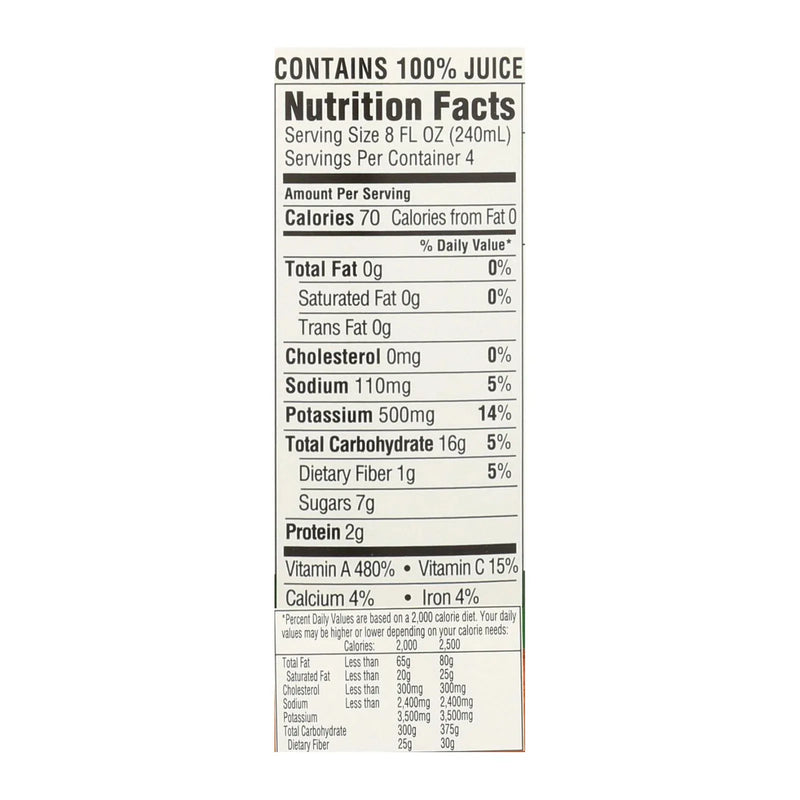 CONTAINS 100% JUICE
Nutrition Facts
Serving Size 8 FL OZ (240mL)
Servings Per Container 4
Amount Per Serving
Calories 70 Calories from Fat 0
% Daily Value*
Total Fat 0g 0%
Saturated Fat 0g 0%
Trans Fat 0g
Cholesterol 0mg 0%
Sodium 110mg 5%
Potassium 500mg 14%
Total Carbohydrate 16g 5%
Dietary Fiber 1g 5%
Sugars 7g
Protein 2g
Vitamin A 480% • Vitamin C 15%
Calcium 4% • Iron 4%
*Percent Daily Values are based on a 2,000 calorie diet. Your daily
values may be higher or lower depending on your calorie needs:
Calories: 2,000 2,500
Total Fat Less than 65g 80g
Saturated Fat Less than 20g 25g
Cholesterol Less than 300mg 300mg
Sodium Less than 2,400mg 2,400mg
Potassium 3,500mg 3,500mg
Total Carbohydrate 300g 375g
Dietary Fiber 25g 30g